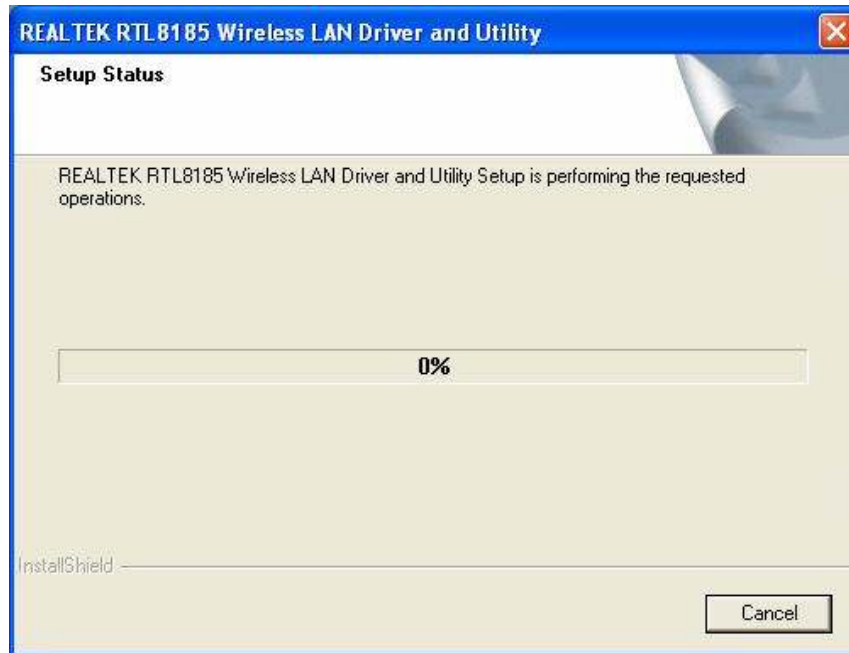 REALTEK RTL8185 Wireless LAN Driver and Utility
Setup Status
REALTEK RTL8185 Wireless LAN Driver and Utility Setup is performing the requested
operations.
0%
InstallShield
Cancel